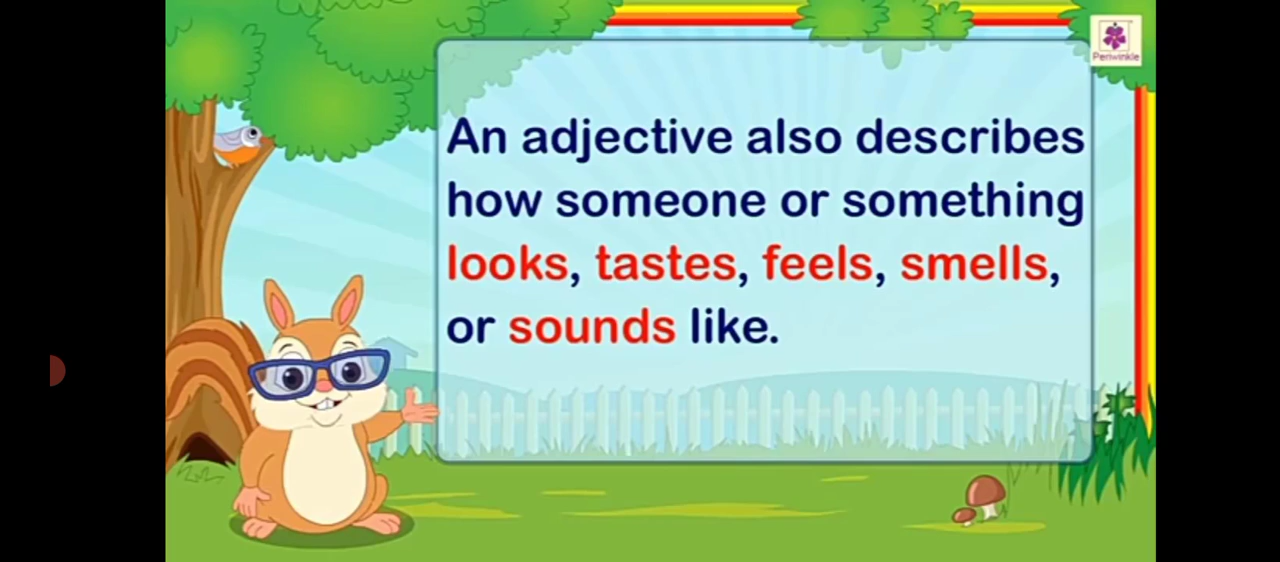 Periwinkle
An adjective also describes
how someone or something
looks, tastes, feels, smells,
or sounds like.